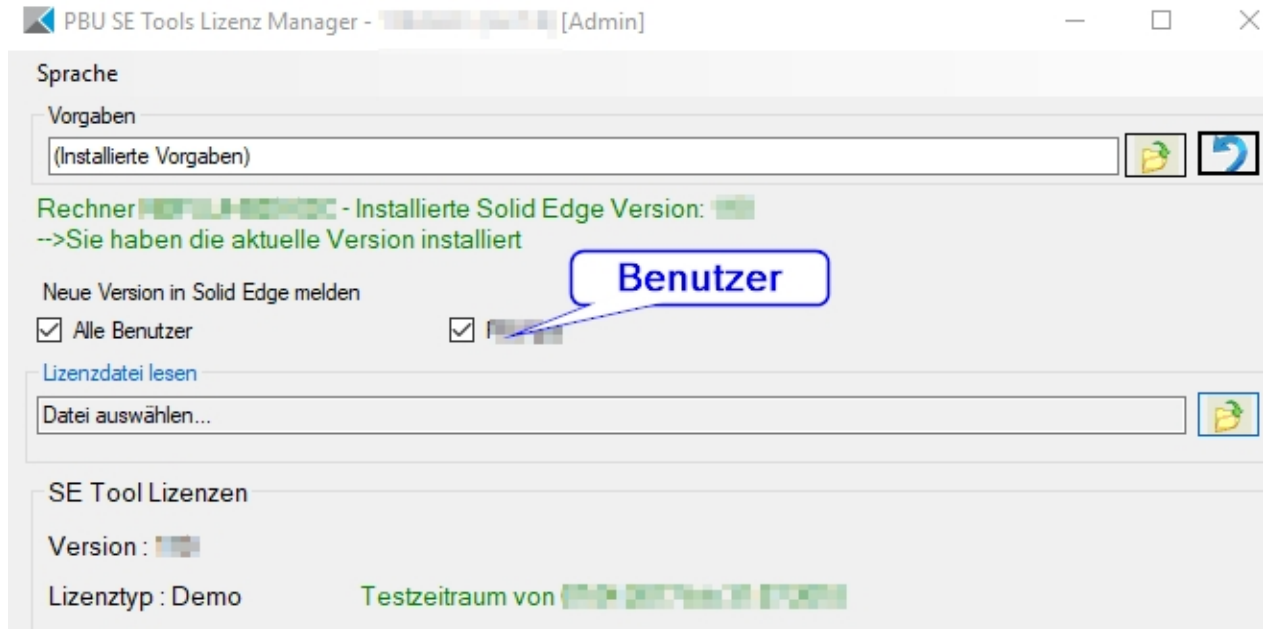 PBU SE Tools Lizenz Manager - [Admin]
Sprache
Vorgaben
(Installierte Vorgaben)
Rechner - Installierte Solid Edge Version:
-->Sie haben die aktuelle Version installiert
Benutzer
Neue Version in Solid Edge melden
Alle Benutzer
Lizenzdatei lesen
Datei auswählen...
SE Tool Lizenzen
Version :
Lizenztyp : Demo Testzeitraum von